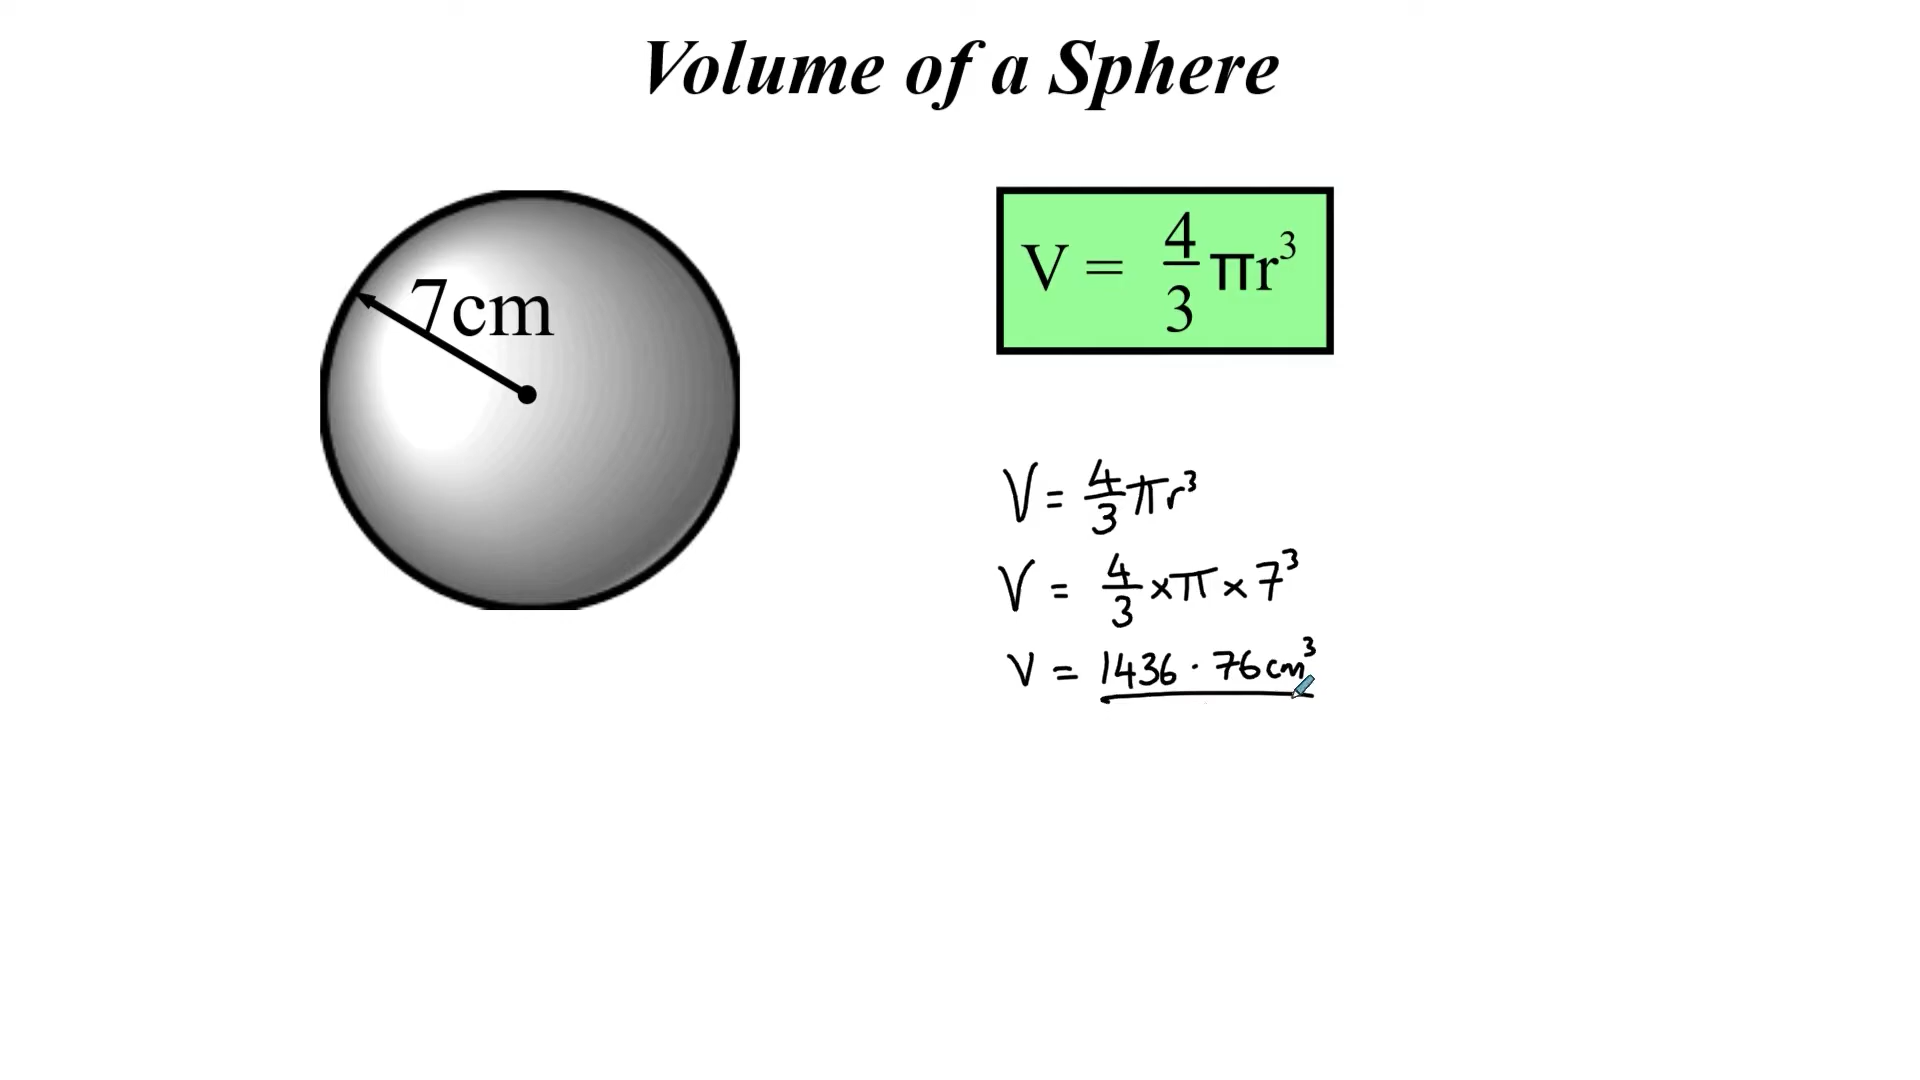 Volume of a Sphere
7cm
V = 4/3 πr³
V = 4/3 πr³
V = 4/3 × π × 7³
V = 1436·76cm³